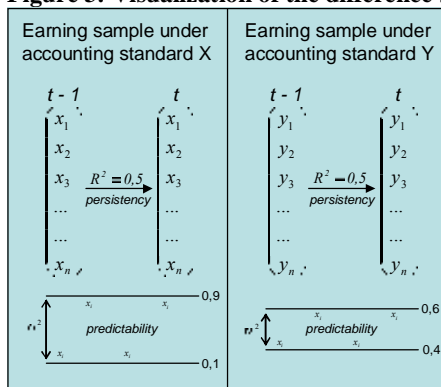 Figure 3. Visualization of the difference
Earning sample under
accounting standard X
t - 1 t
x1 x1
x2 x2
x3 R² = 0,5 x3
persistency
... ...
... ...
xn xn
0,9
xi xi
predictability
xi xi
0,1
Earning sample under
accounting standard Y
t - 1 t
y1 y1
y2 y2
y3 R² = 0,5 y3
persistency
... ...
... ...
yn yn
0,6
xi xi
predictability
xi xi
0,4